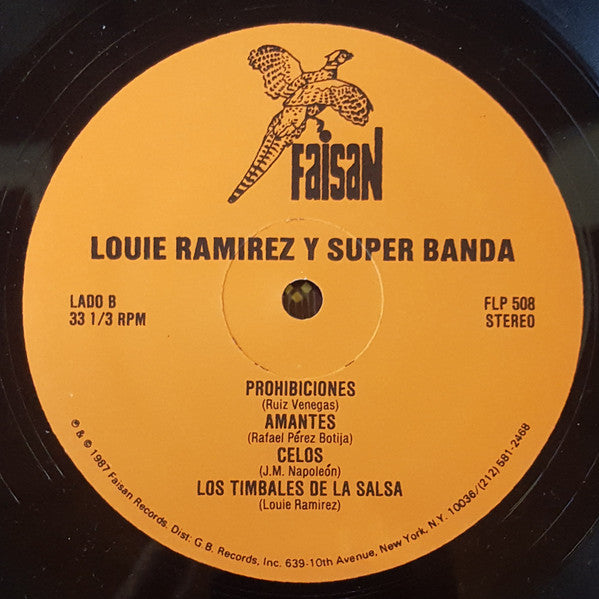 FaisaN
LOUIE RAMIREZ Y SUPER BANDA
LADO B
33 1/3 RPM
FLP 508
STEREO
PROHIBICIONES
(Ruiz Venegas)
AMANTES
(Rafael Pérez Botija)
CELOS
(J.M. Napoleón)
LOS TIMBALES DE LA SALSA
(Louie Ramirez)
℗ & © 1987 Faisan Records. Dist: G.B. Records, Inc. 639-10th Avenue, New York, N.Y. 10036/(212) 581-2468